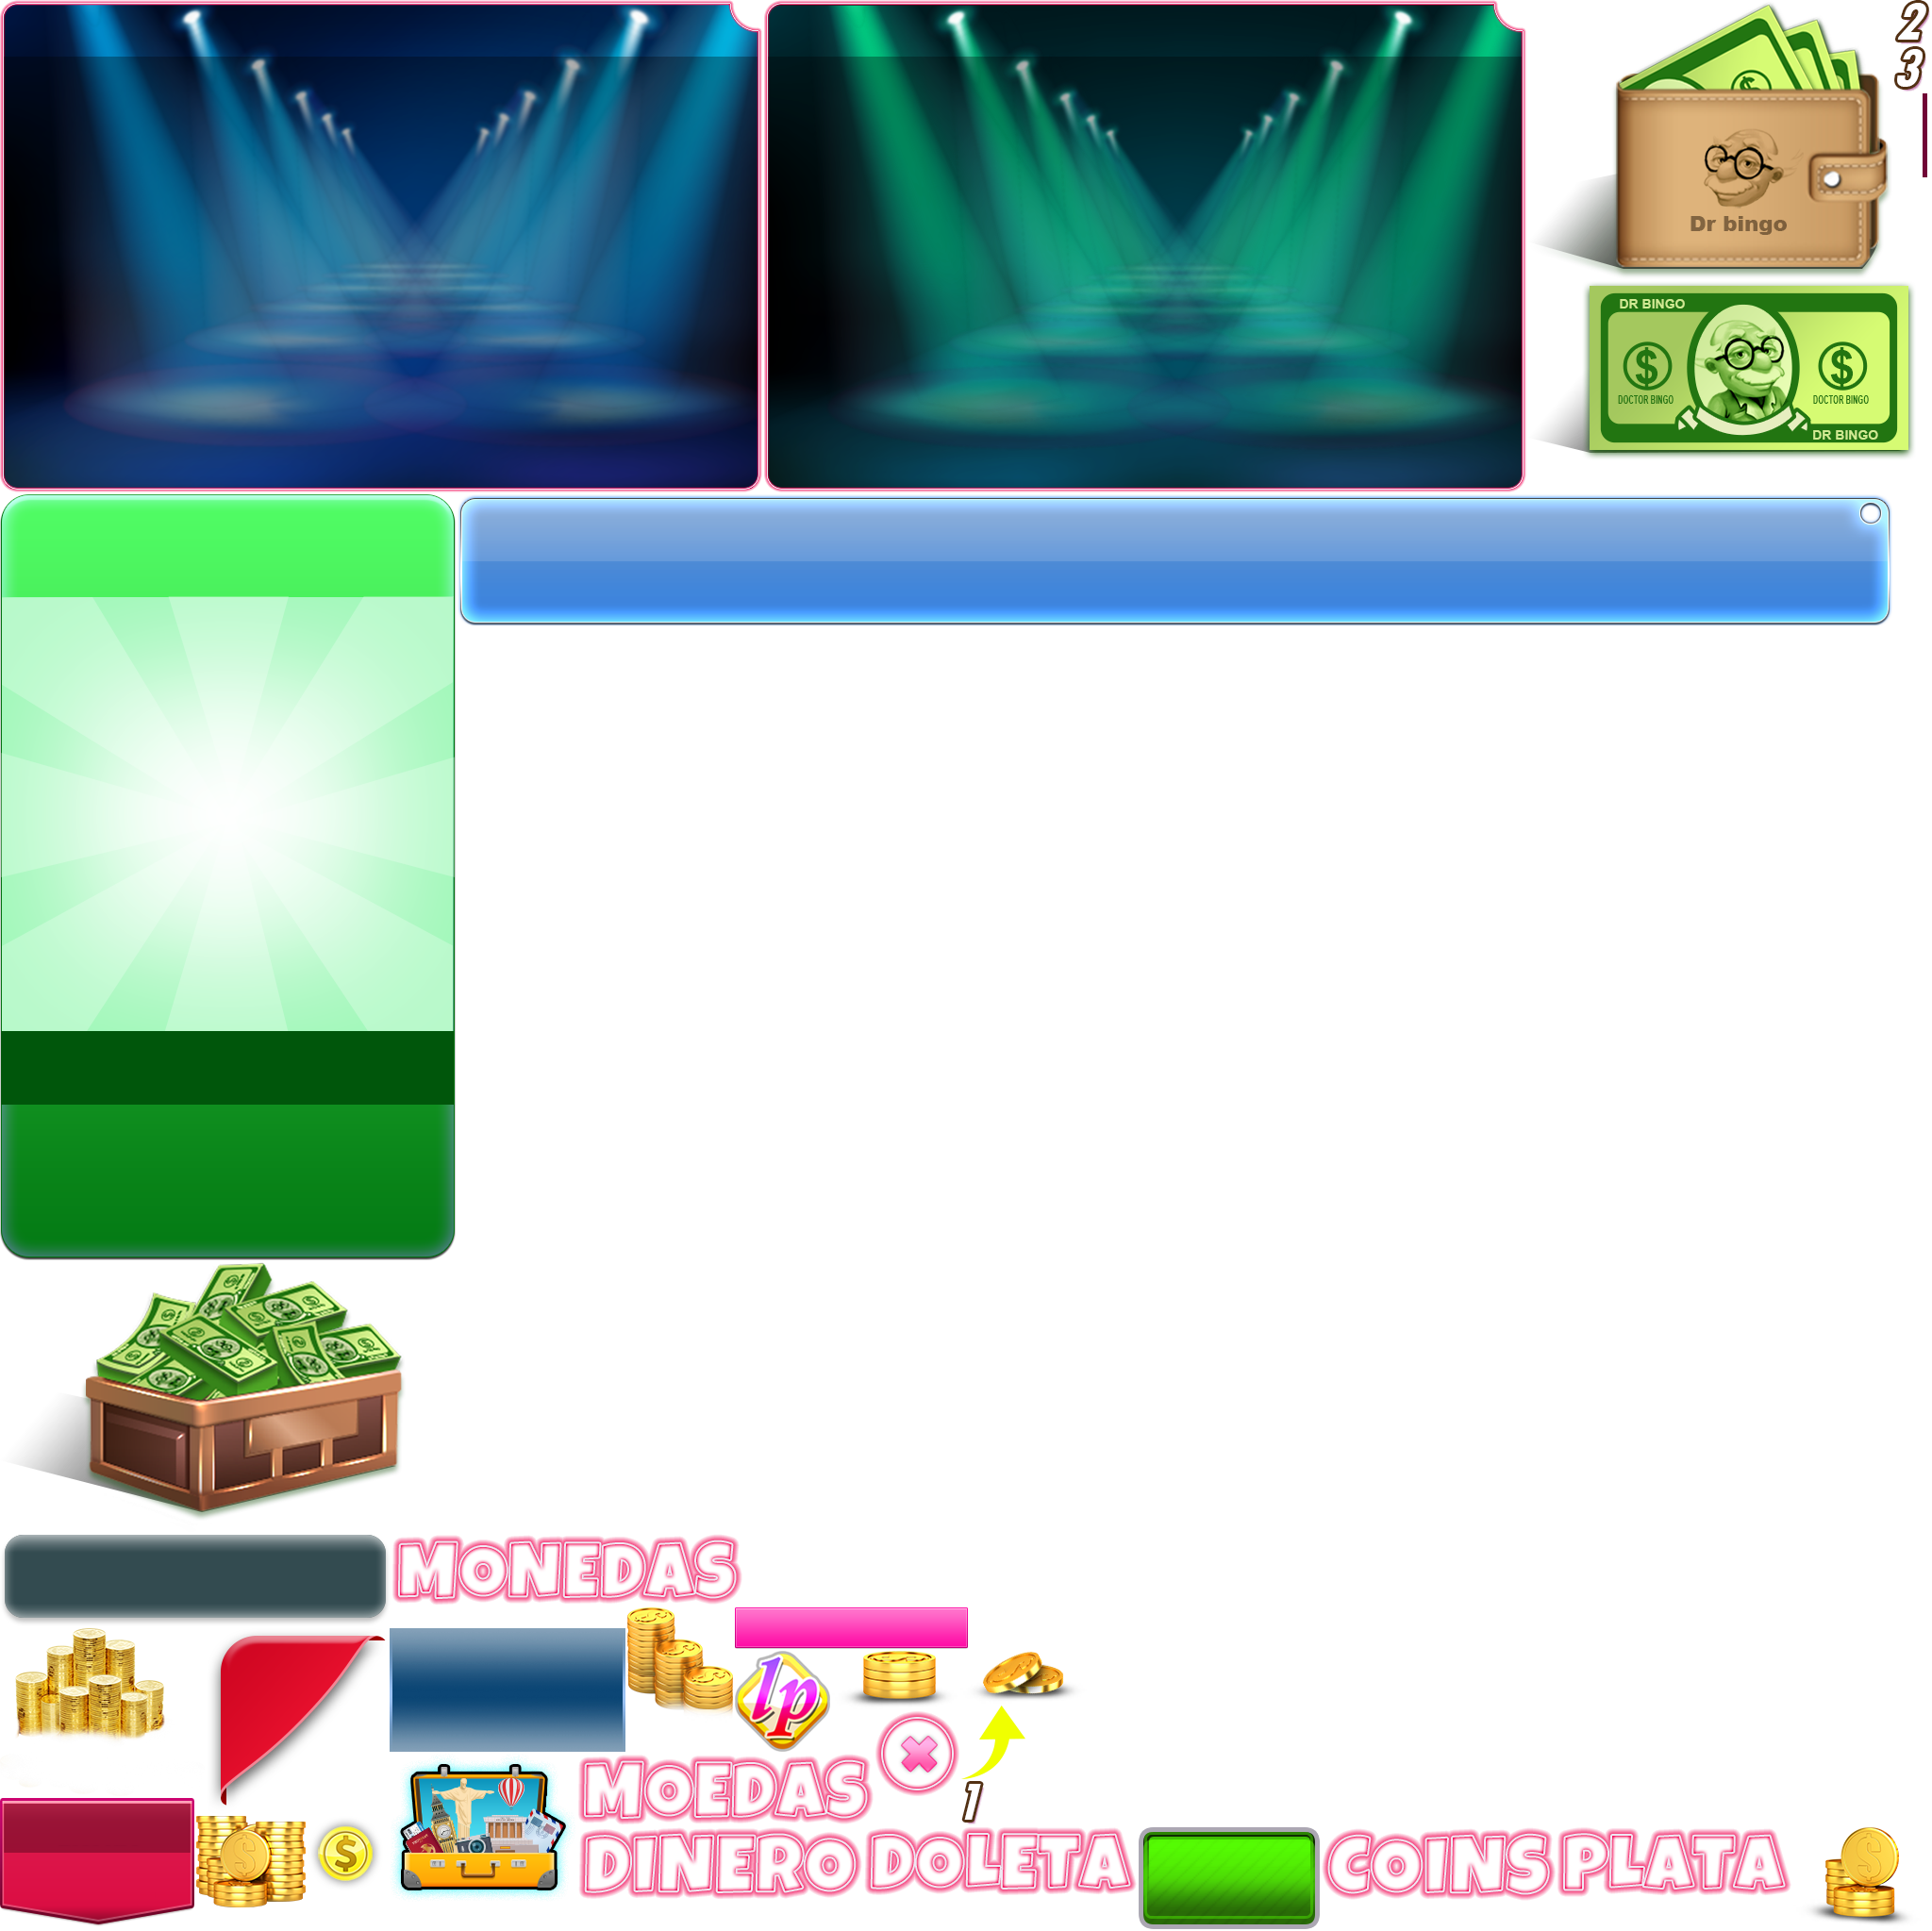 2
3
Dr bingo
DR BINGO
$ $
DOCTOR BINGO DOCTOR BINGO
DR BINGO
MONEDAS
lp
MOEDAS
1
$
DINERO DOLETA COINS PLATA